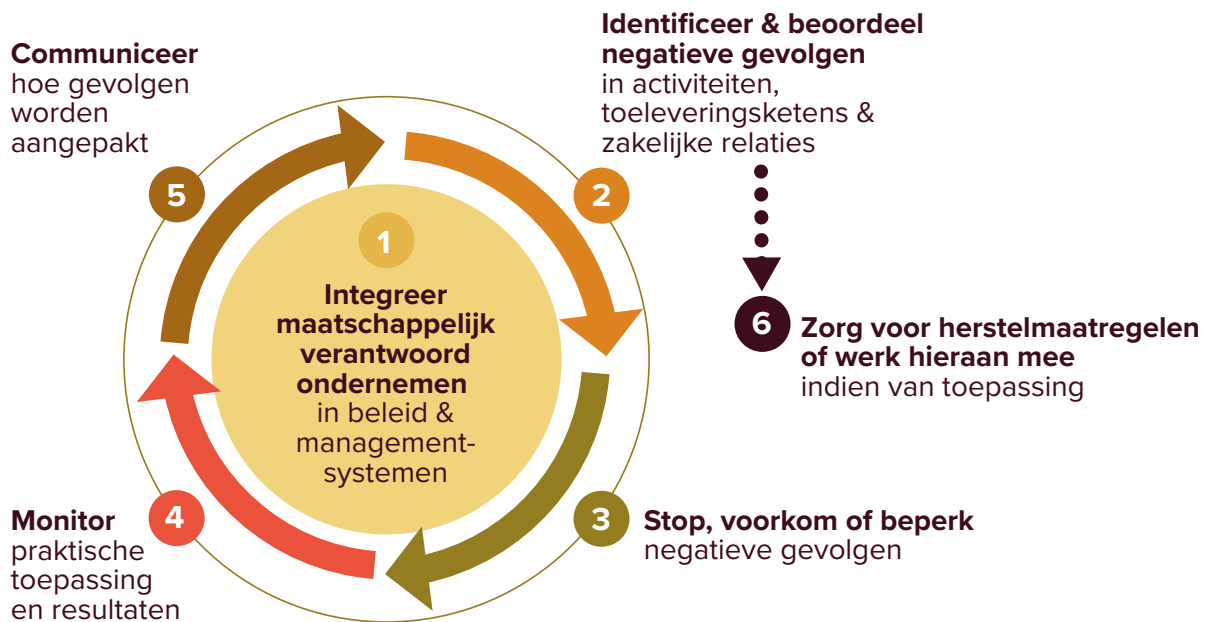 1
Integreer
maatschappelijk
verantwoord
ondernemen
in beleid &
management-
systemen
2
Identificeer & beoordeel
negatieve gevolgen
in activiteiten,
toeleveringsketens &
zakelijke relaties
3
Stop, voorkom of beperk
negatieve gevolgen
4
Monitor
praktische
toepassing
en resultaten
5
Communiceer
hoe gevolgen
worden
aangepakt
6
Zorg voor herstelmaatregelen
of werk hieraan mee
indien van toepassing